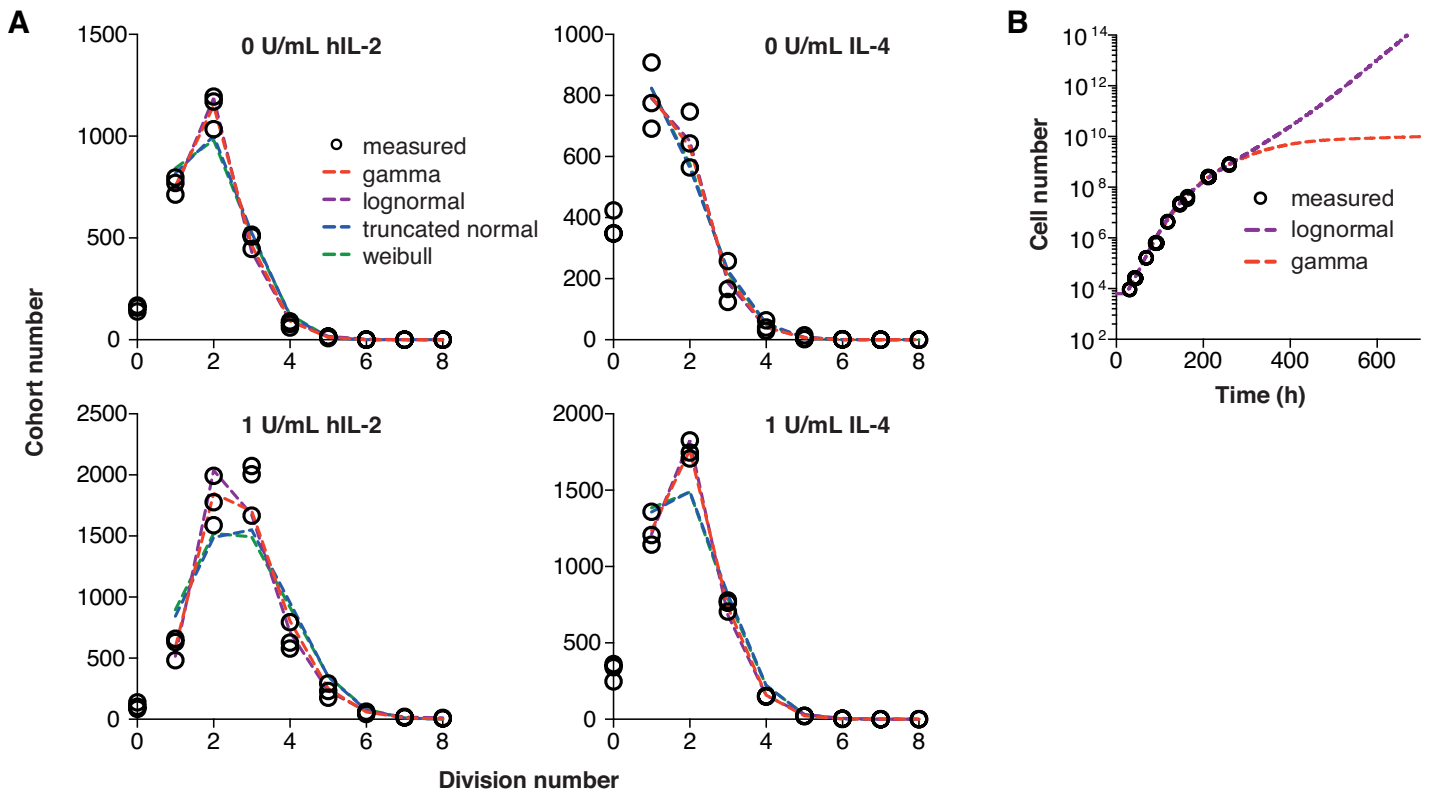 A
Cohort number
0 U/mL hIL-2
1500
1000
500
0
0 2 4 6 8
measured
gamma
lognormal
truncated normal
weibull
0 U/mL IL-4
1000
800
600
400
200
0
0 2 4 6 8
1 U/mL hIL-2
2500
2000
1500
1000
500
0
0 2 4 6 8
1 U/mL IL-4
2000
1500
1000
500
0
0 2 4 6 8
Division number
B
Cell number
10^14
10^12
10^10
10^8
10^6
10^4
10^2
measured
lognormal
gamma
0 200 400 600
Time (h)